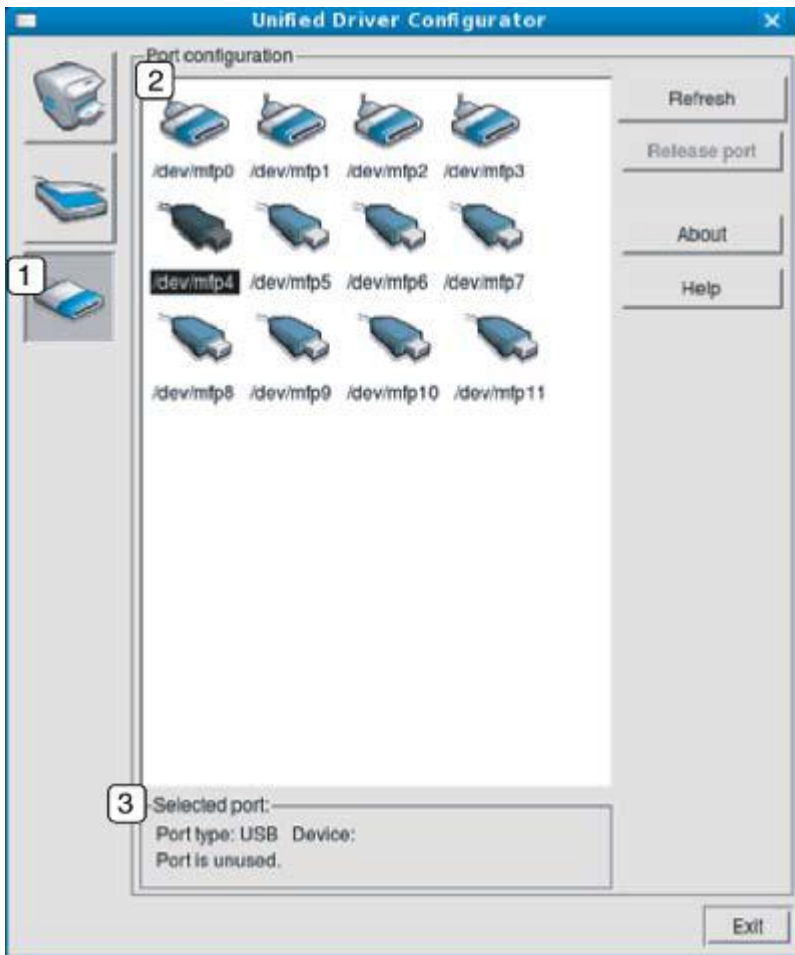 Unified Driver Configurator
Port configuration
2
Refresh
/dev/mfp0 /dev/mfp1 /dev/mfp2 /dev/mfp3
Release port
1
/dev/mfp4 /dev/mfp5 /dev/mfp6 /dev/mfp7
About
Help
/dev/mfp8 /dev/mfp9 /dev/mfp10 /dev/mfp11
3
Selected port:
Port type: USB Device:
Port is unused.
Exit